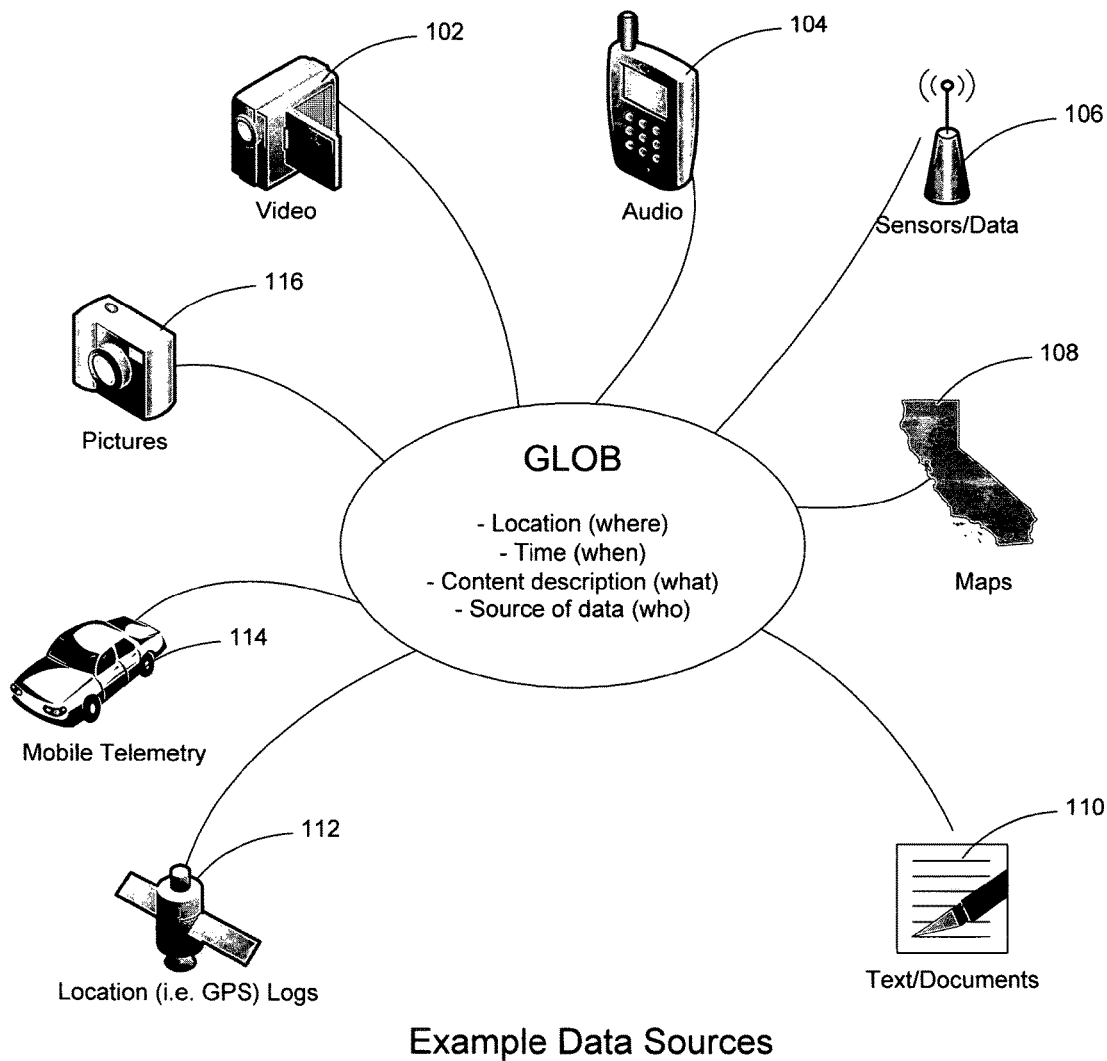 102
Video
104
Audio
106
Sensors/Data
116
Pictures
108
Maps
GLOB
- Location (where)
- Time (when)
- Content description (what)
- Source of data (who)
114
Mobile Telemetry
112
Location (i.e. GPS) Logs
110
Text/Documents
Example Data Sources